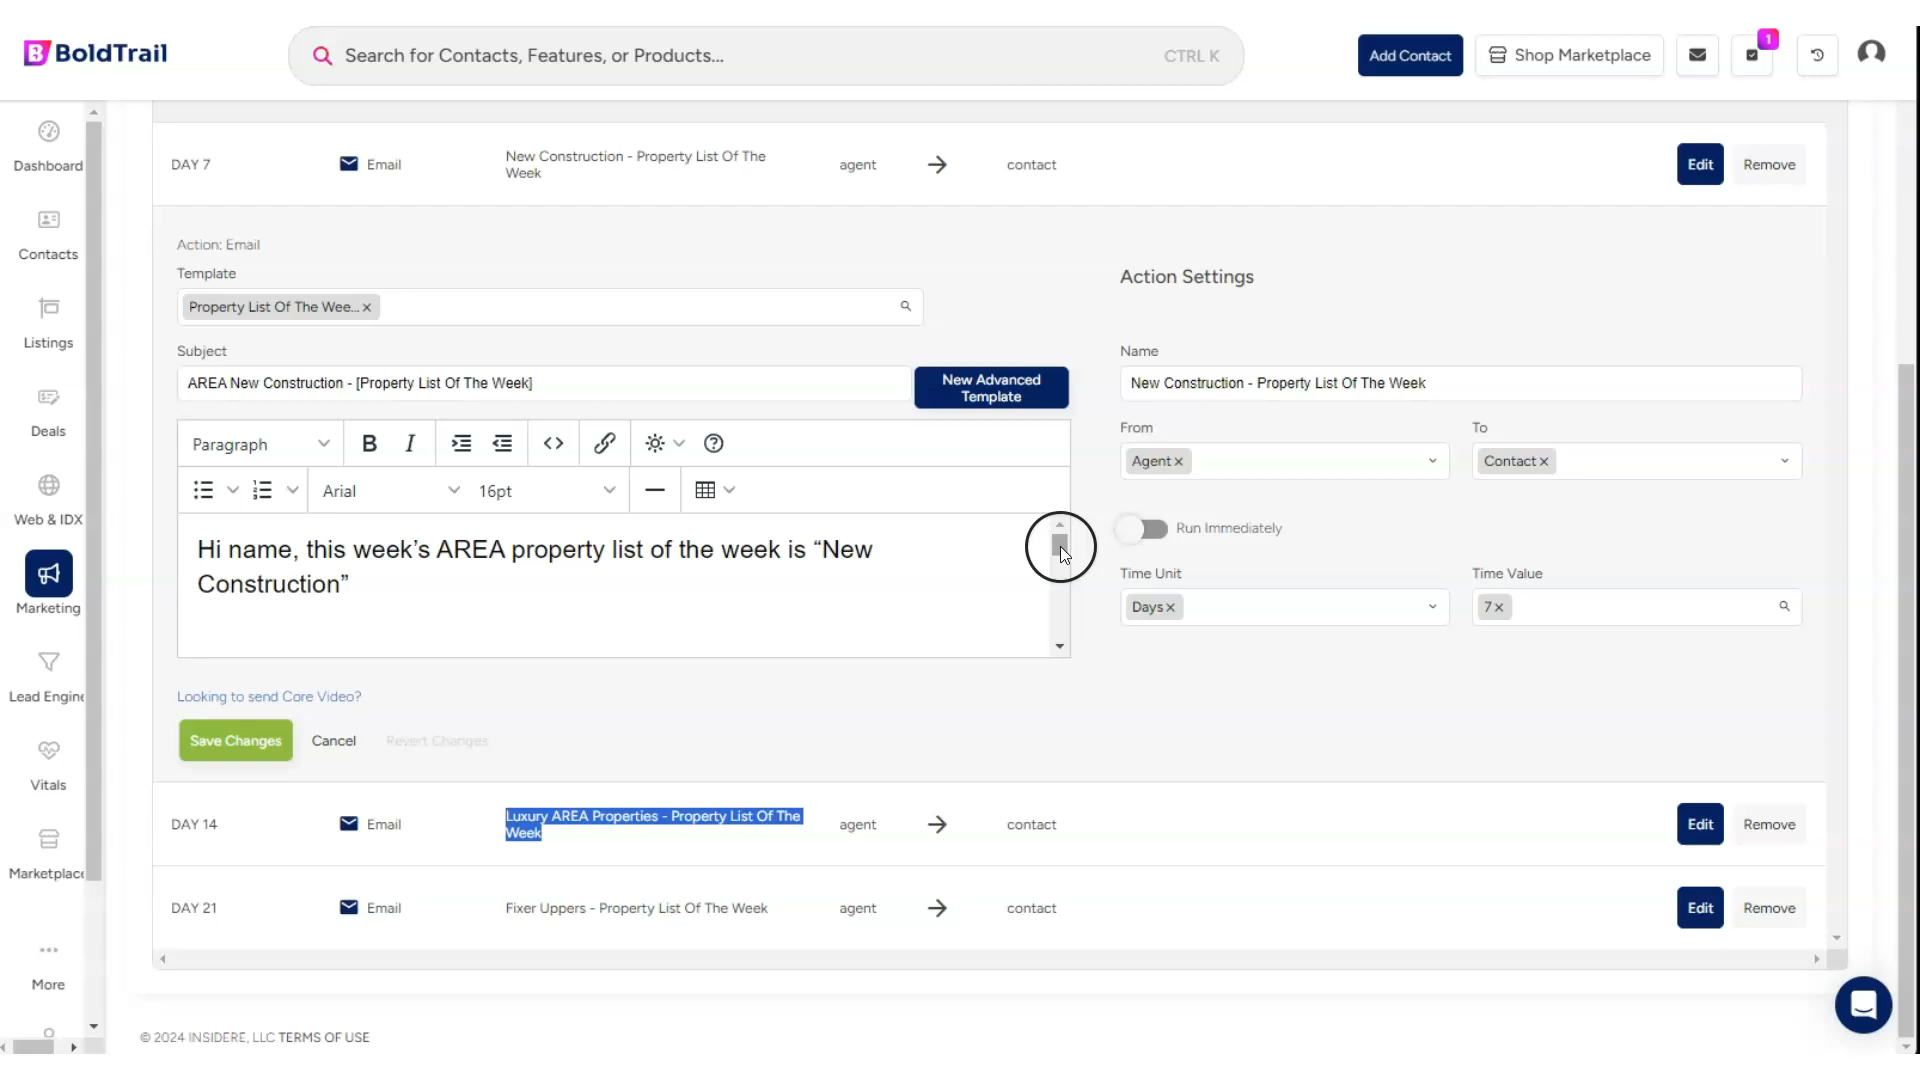 BoldTrail
Search for Contacts, Features, or Products...
CTRL K
Add Contact
Shop Marketplace
1
Dashboard
Contacts
Listings
Deals
Web & IDX
Marketing
Lead Engine
Vitals
Marketplace
More
DAY 7
Email
New Construction - Property List Of The
Week
agent
contact
Edit
Remove
Action: Email
Template
Property List Of The Wee...
Subject
AREA New Construction - [Property List Of The Week]
New Advanced
Template
Paragraph
B
I
Arial
16pt
Hi name, this week’s AREA property list of the week is “New
Construction”
Looking to send Core Video?
Save Changes
Cancel
Revert Changes
Action Settings
Name
New Construction - Property List Of The Week
From
Agent
To
Contact
Run Immediately
Time Unit
Days
Time Value
7
DAY 14
Email
Luxury AREA Properties - Property List Of The
Week
agent
contact
Edit
Remove
DAY 21
Email
Fixer Uppers - Property List Of The Week
agent
contact
Edit
Remove
© 2024 INSIDERE, LLC TERMS OF USE